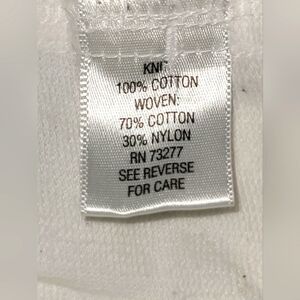 KNIT
100% COTTON
WOVEN:
70% COTTON
30% NYLON
RN 73277
SEE REVERSE
FOR CARE